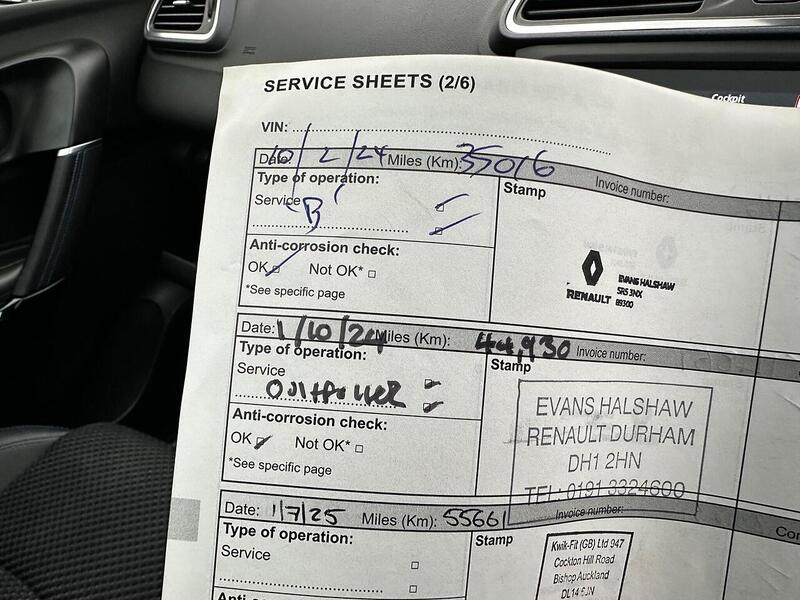 Cockpit
SERVICE SHEETS (2/6)
VIN:
Date: 10/2/24 Miles (Km): 35016 Invoice number:
Type of operation:
Stamp
Service 'B'
Anti-corrosion check:
OK Not OK*
*See specific page
RENAULT
EVANS HALSHAW
SR5 3NX
89300
Date: 1/10/24 Miles (Km): 44,930 Invoice number:
Type of operation:
Stamp
Service
Anti-corrosion check:
OK Not OK*
*See specific page
EVANS HALSHAW
RENAULT DURHAM
DH1 2HN
TEL: 0191 3324600
Date: 1/7/25 Miles (Km): 55661 Invoice number:
Type of operation:
Stamp
Service
Kwik-Fit (GB) Ltd 947
Cockton Hill Road
Bishop Auckland
DL14 6JN